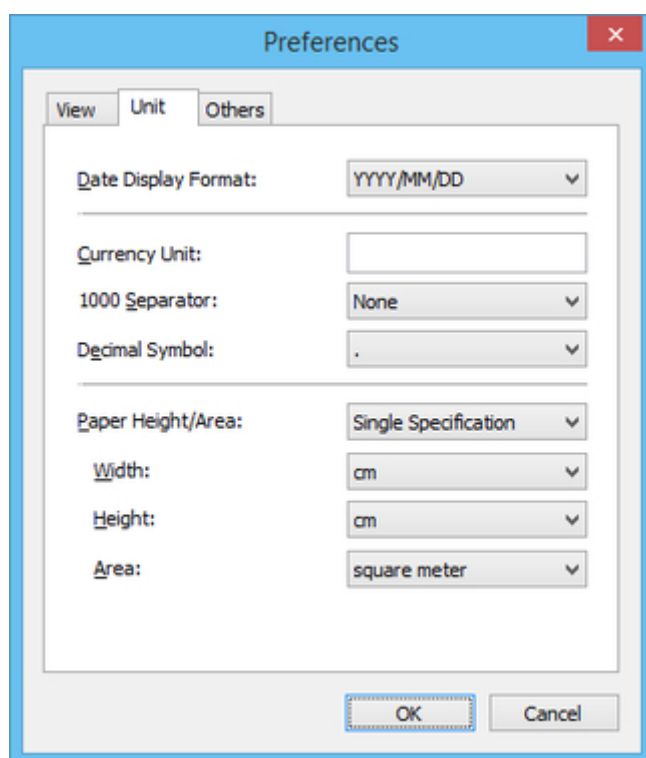 Preferences
View Unit Others
Date Display Format: YYYY/MM/DD
Currency Unit:
1000 Separator: None
Decimal Symbol: .
Paper Height/Area: Single Specification
Width: cm
Height: cm
Area: square meter
OK Cancel